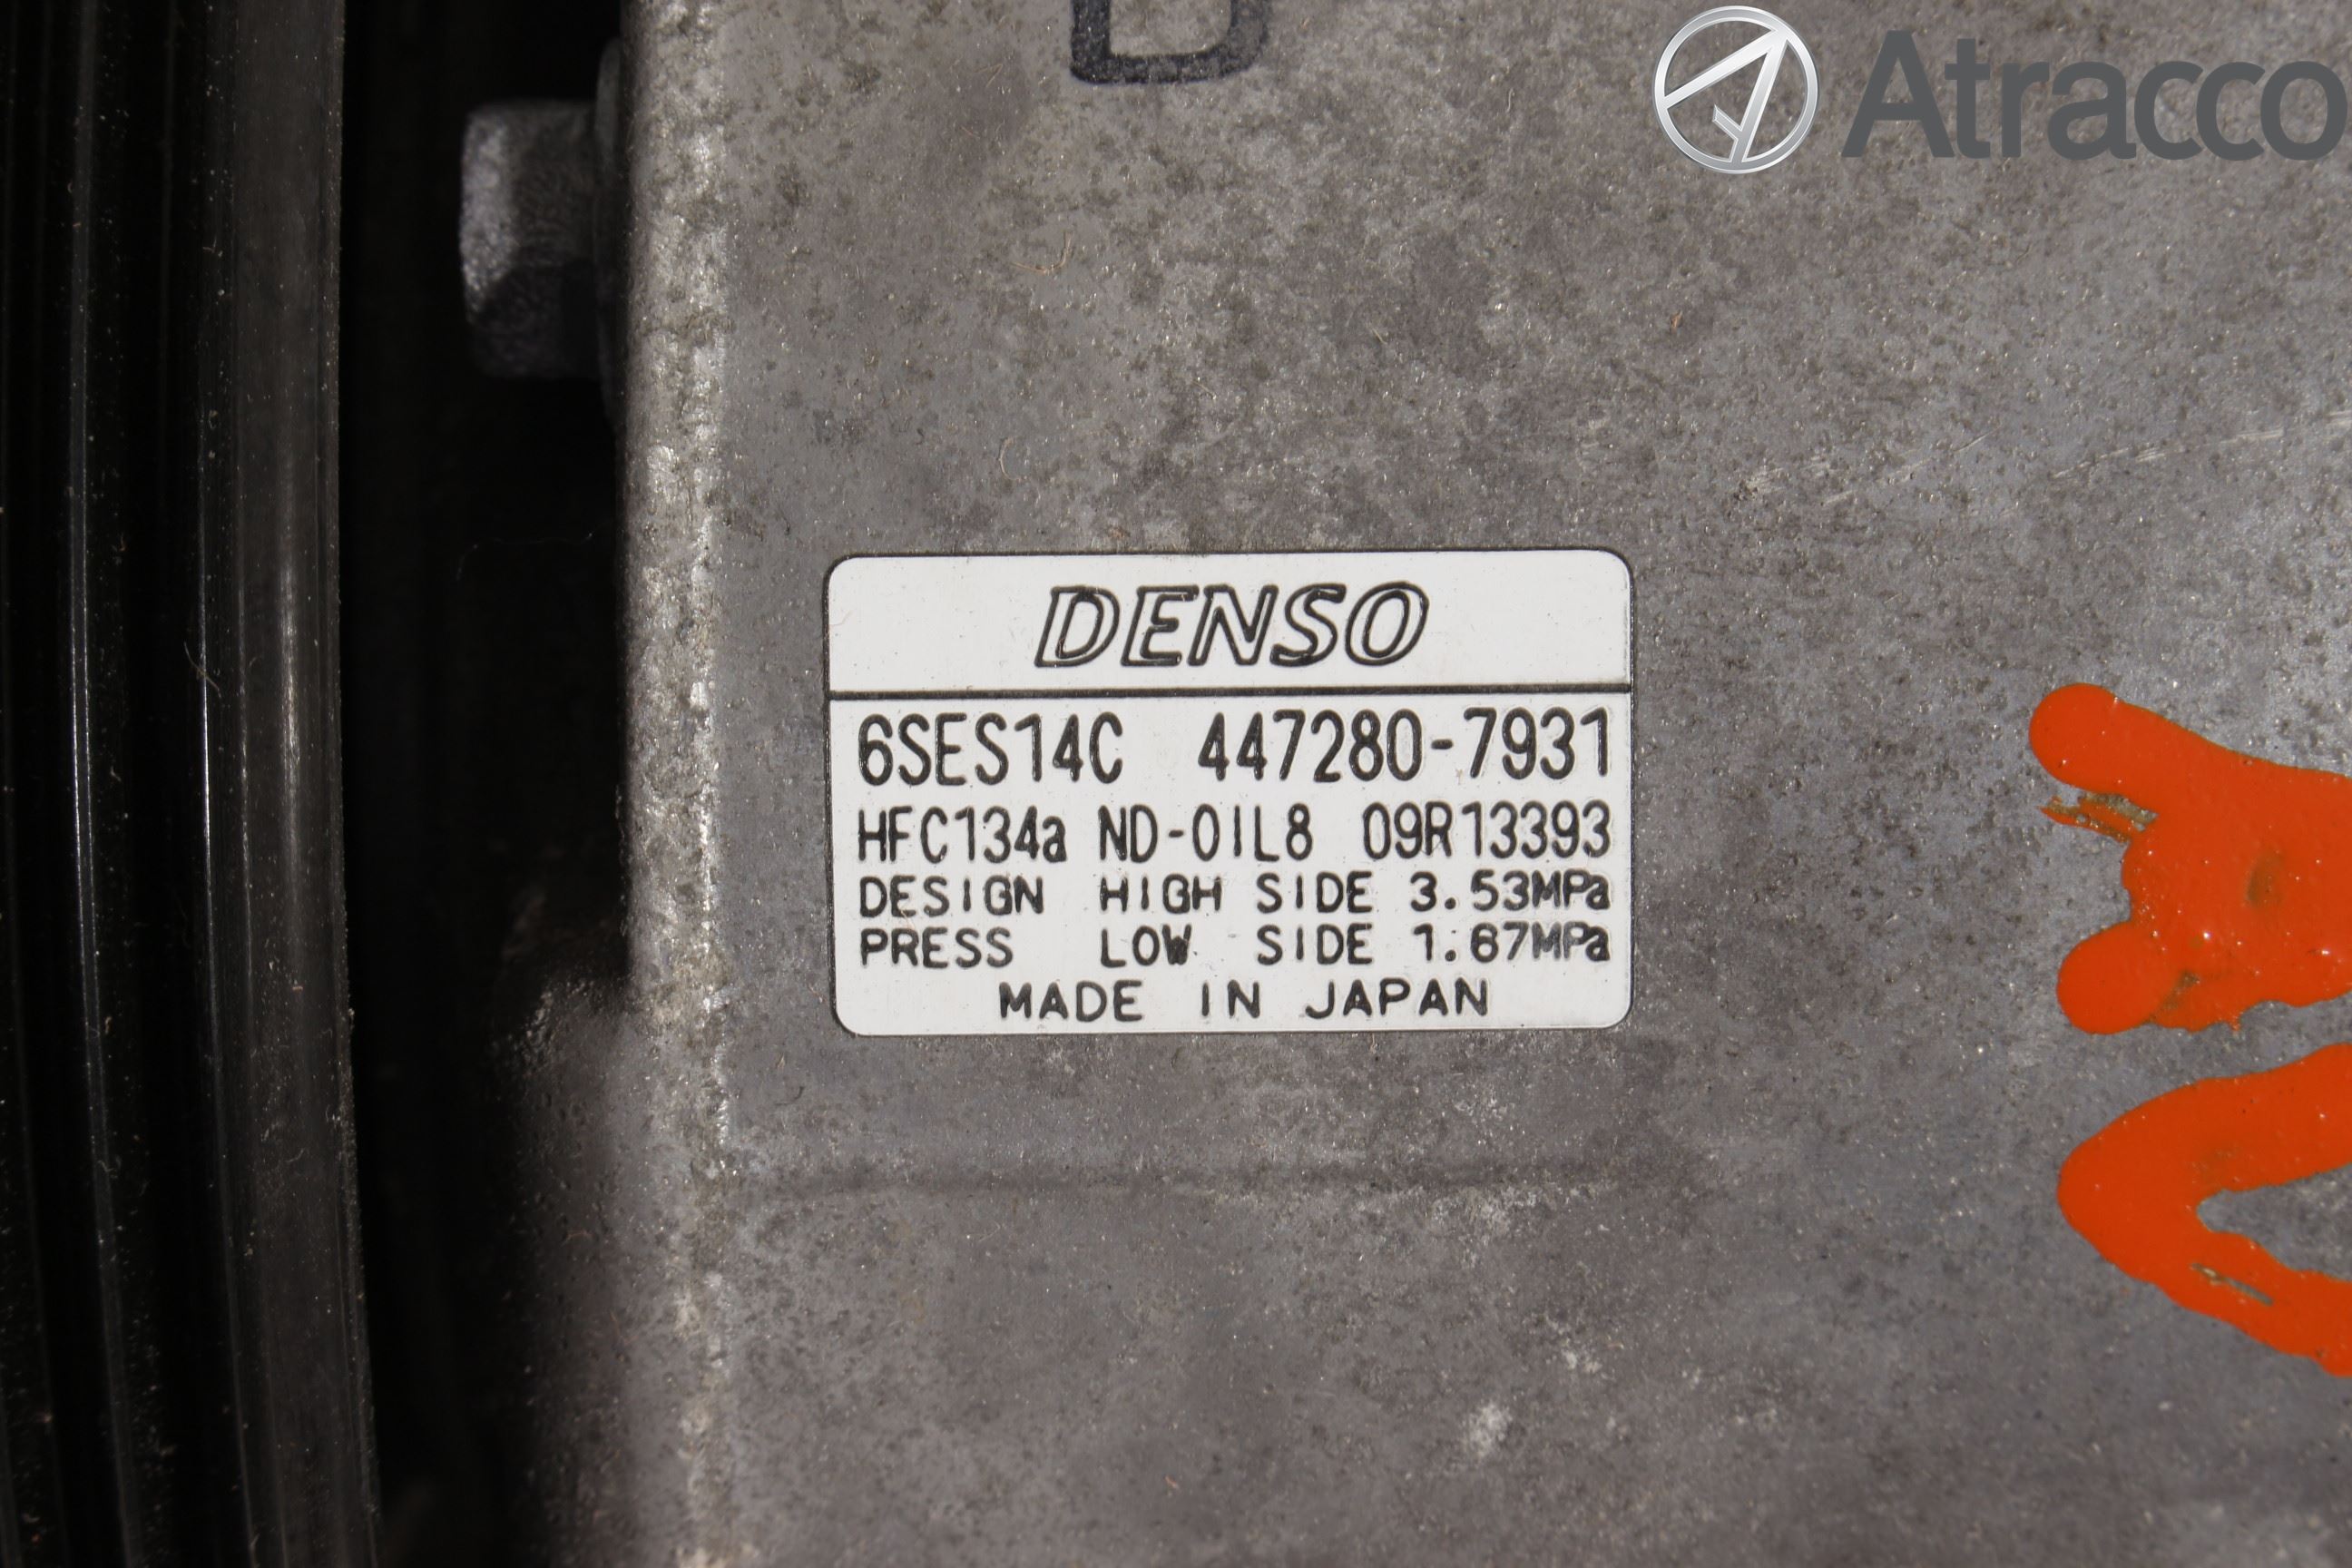 Atracco
DENSO
6SES14C 447280-7931
HFC134a ND-OIL8 09R13393
DESIGN HIGH SIDE 3.53MPa
PRESS LOW SIDE 1.67MPa
MADE IN JAPAN